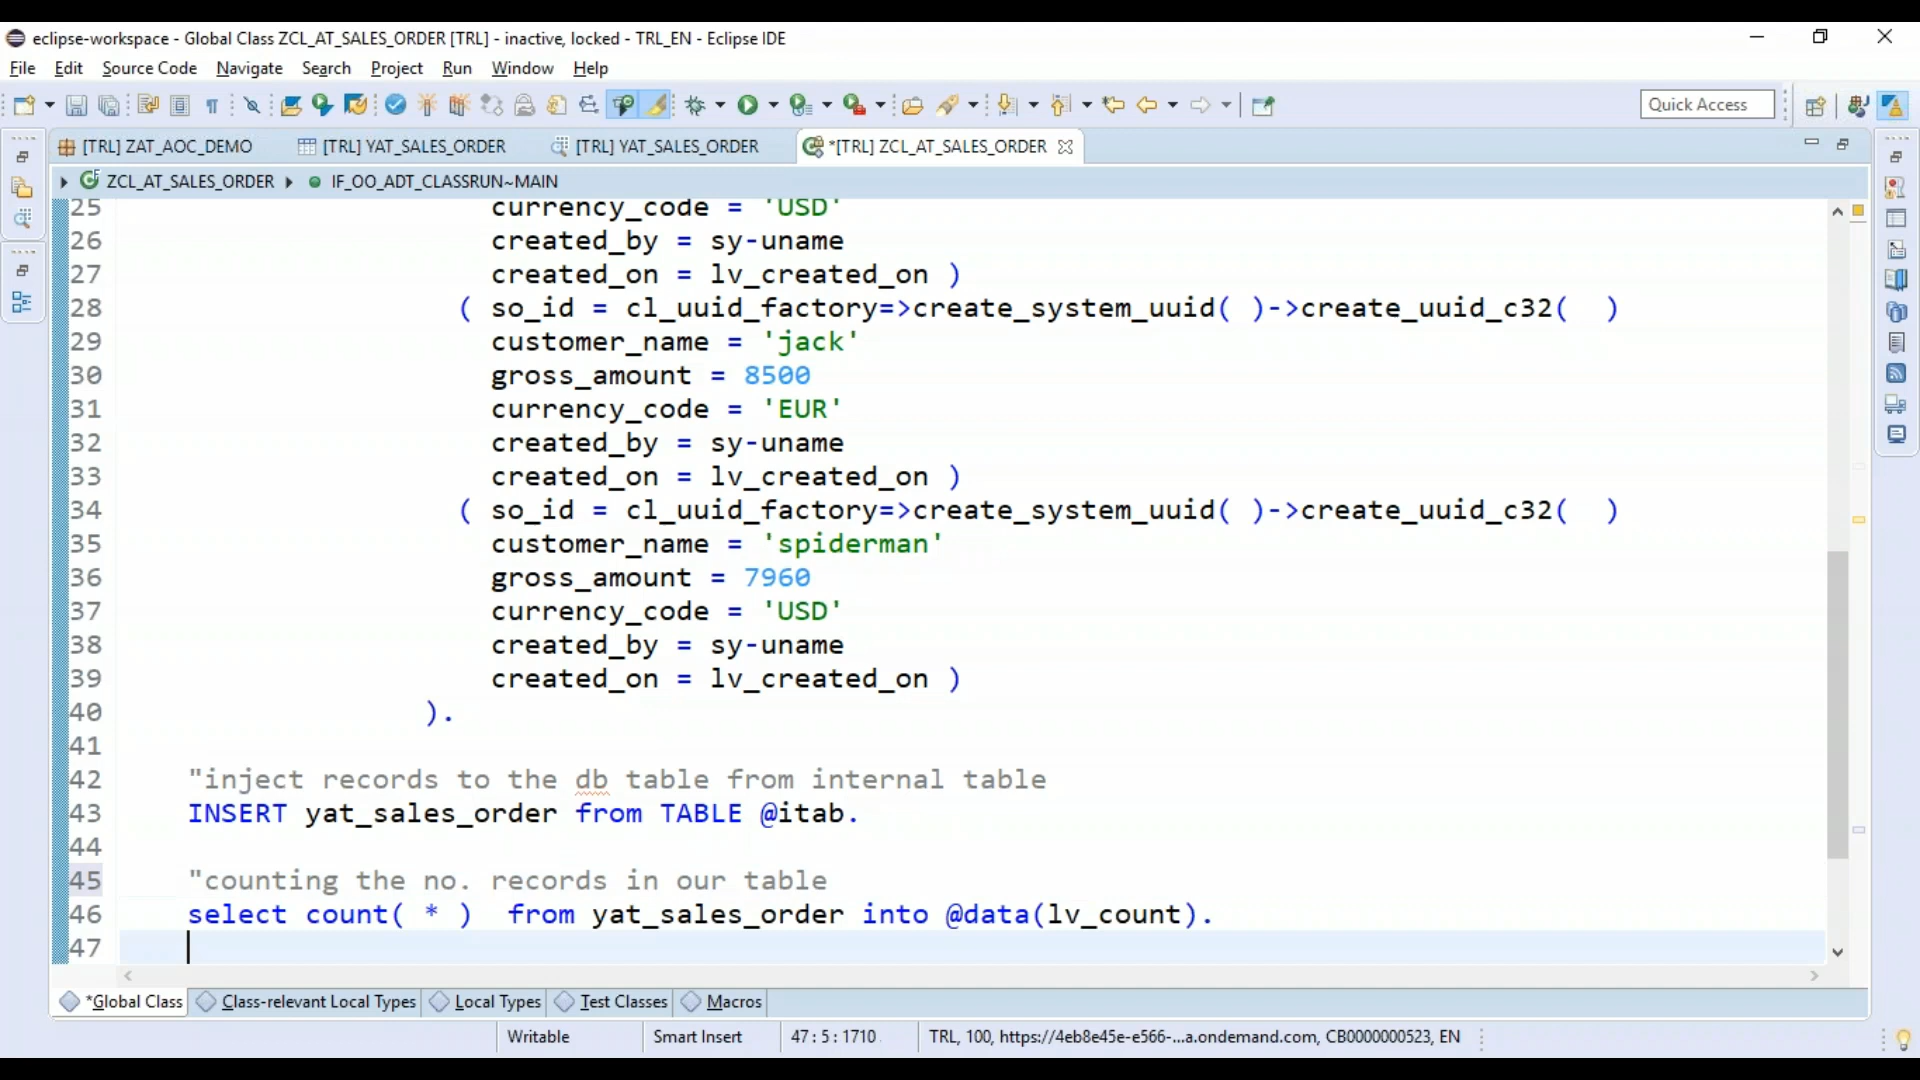 eclipse-workspace - Global Class ZCL_AT_SALES_ORDER [TRL] - inactive, locked - TRL_EN - Eclipse IDE
File Edit Source Code Navigate Search Project Run Window Help
Quick Access
[TRL] ZAT_AOC_DEMO [TRL] YAT_SALES_ORDER [TRL] YAT_SALES_ORDER *[TRL] ZCL_AT_SALES_ORDER
ZCL_AT_SALES_ORDER IF_OO_ADT_CLASSRUN~MAIN
25 currency_code = 'USD'
26 created_by = sy-uname
27 created_on = lv_created_on )
28 ( so_id = cl_uuid_factory=>create_system_uuid( )->create_uuid_c32(  )
29 customer_name = 'jack'
30 gross_amount = 8500
31 currency_code = 'EUR'
32 created_by = sy-uname
33 created_on = lv_created_on )
34 ( so_id = cl_uuid_factory=>create_system_uuid( )->create_uuid_c32(  )
35 customer_name = 'spiderman'
36 gross_amount = 7960
37 currency_code = 'USD'
38 created_by = sy-uname
39 created_on = lv_created_on )
40 ).
41
42 "inject records to the db table from internal table
43 INSERT yat_sales_order from TABLE @itab.
44
45 "counting the no. records in our table
46 select count( * )  from yat_sales_order into @data(lv_count).
47
*Global Class Class-relevant Local Types Local Types Test Classes Macros
Writable Smart Insert 47 : 5 : 1710 TRL, 100, https://4eb8e45e-e566-...a.ondemand.com, CB0000000523, EN